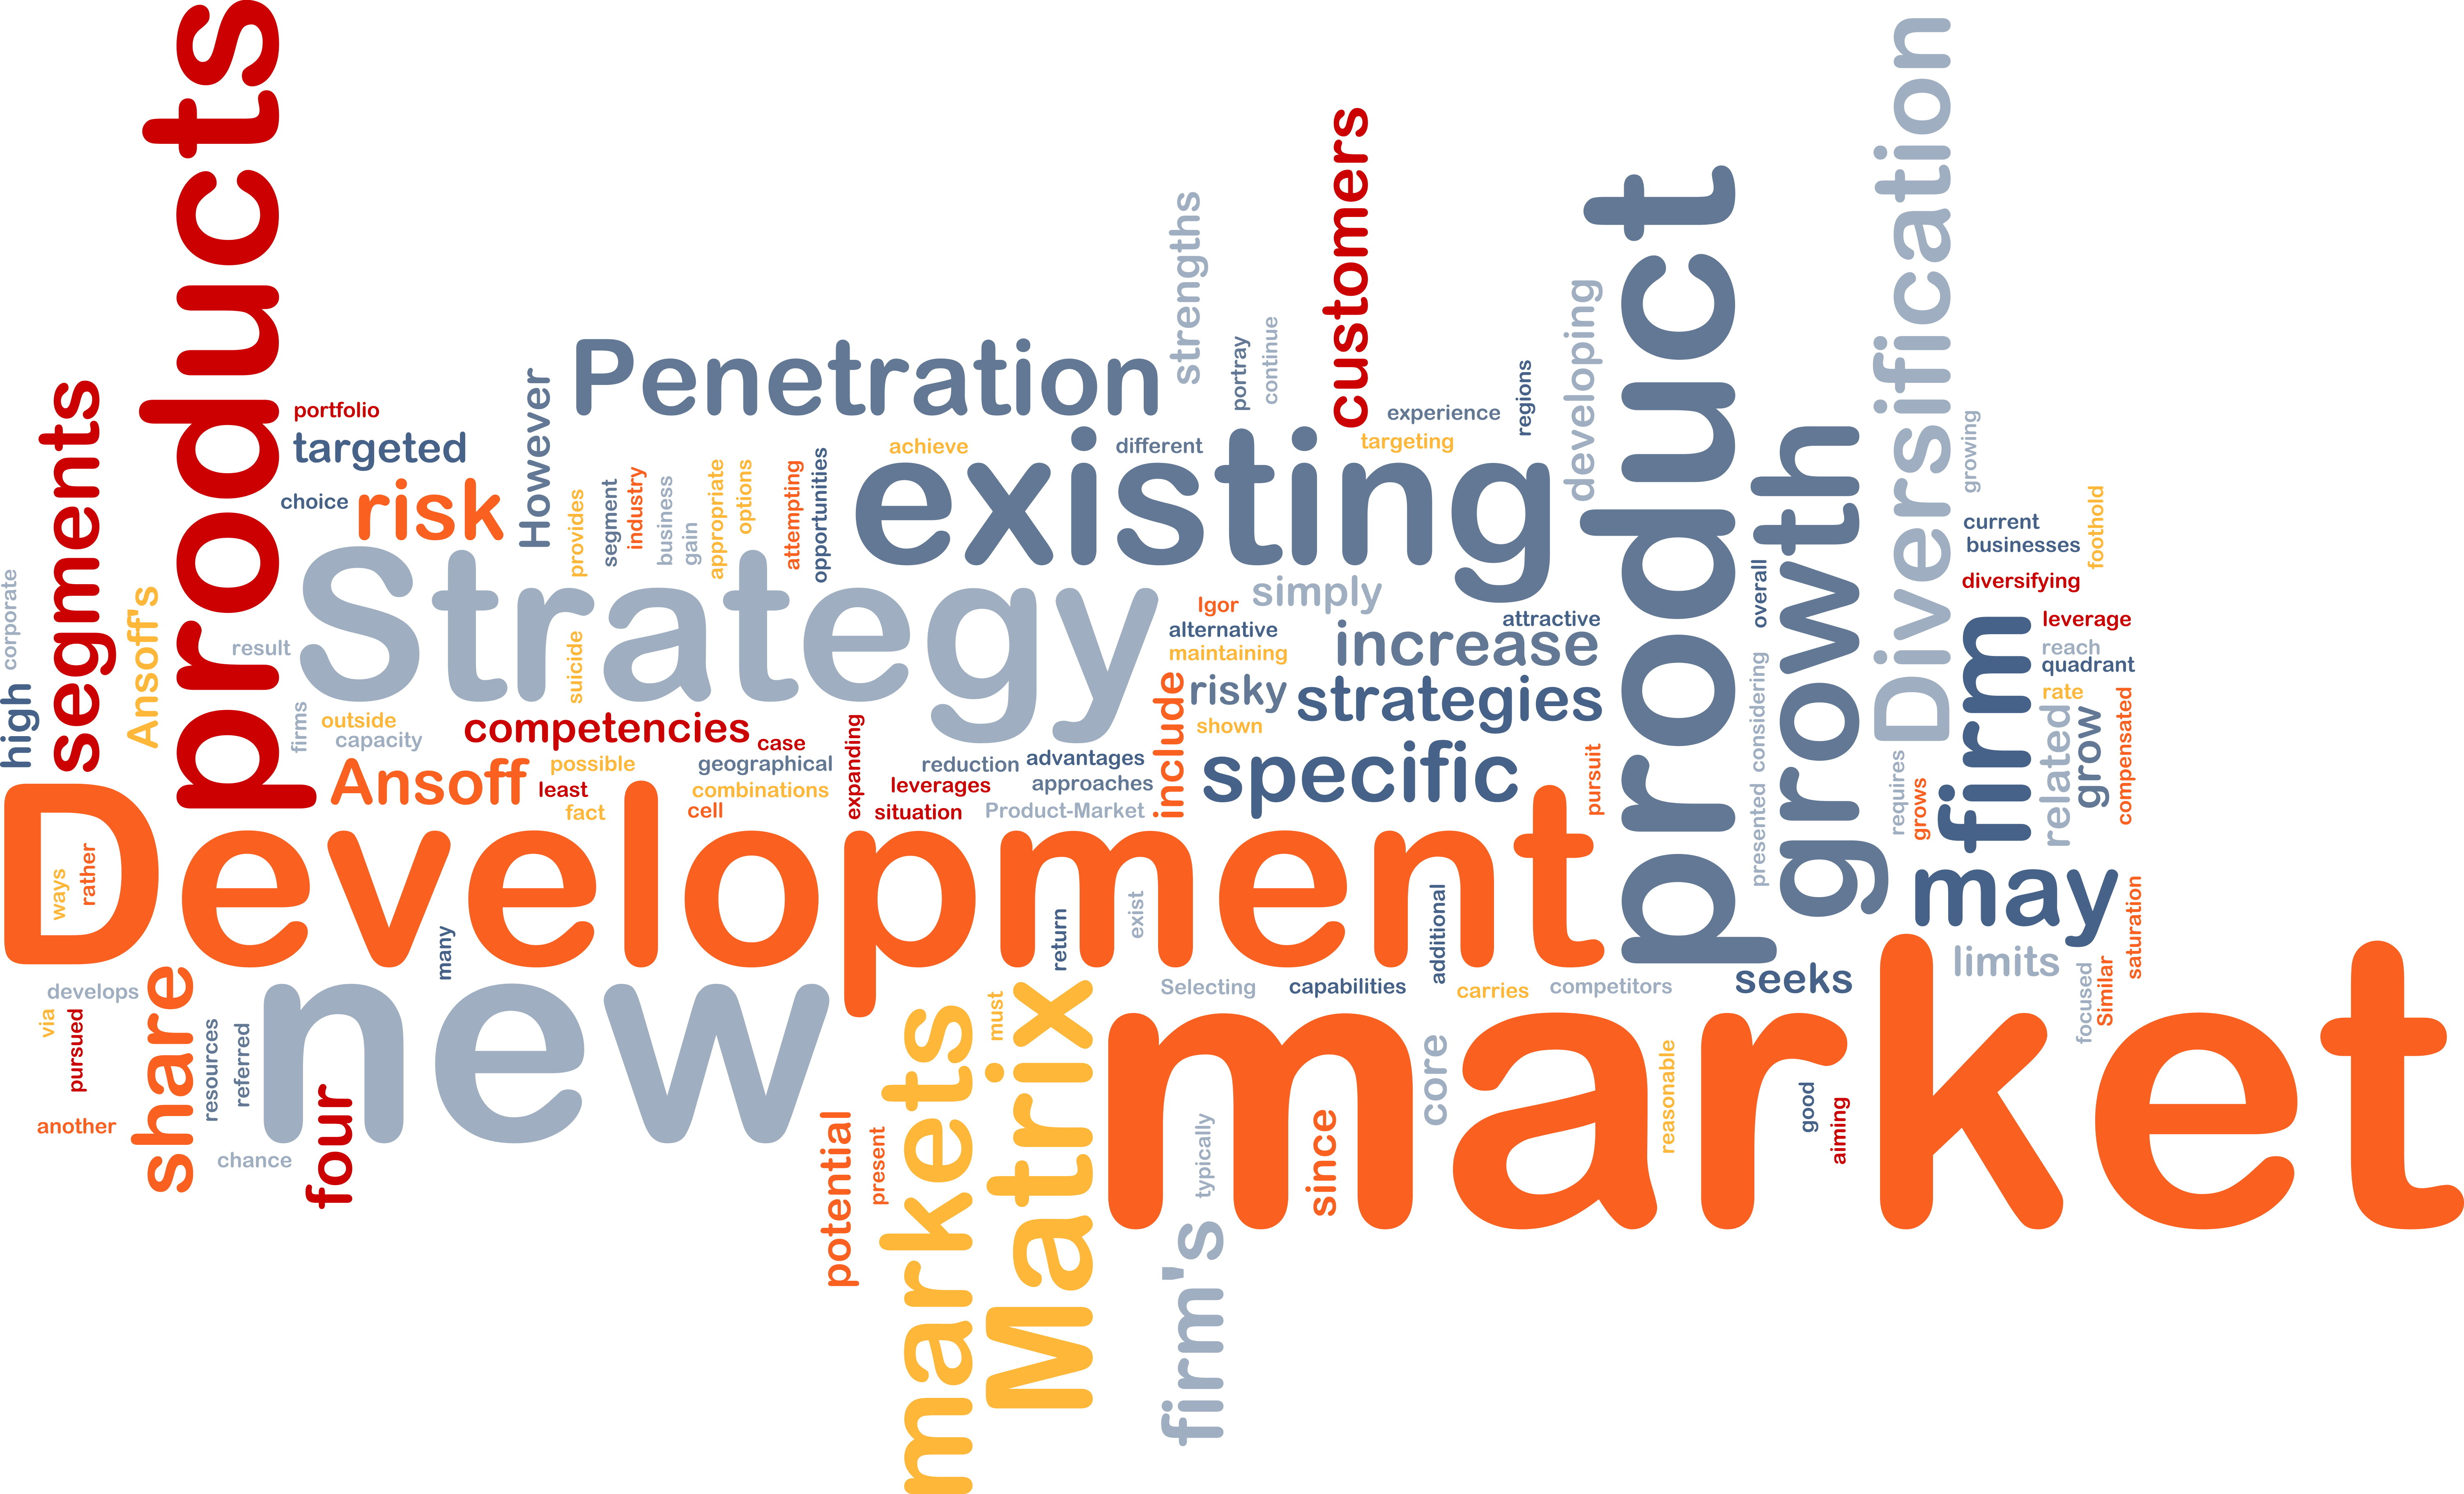 products
segments
portfolio
targeted
choice
risk
However
Penetration
strengths
portray
continue
customers
experience
targeting
regions
developing
product
Diversification
growing
growth
achieve
different
existing
provides
segment
industry
business
gain
appropriate
options
attempting
opportunities
current
businesses
foothold
diversifying
corporate
high
Ansoff's
result
Strategy
suicide
Igor
simply
alternative
attractive
maintaining
increase
overall
firm
leverage
reach
quadrant
rate
related
grow
compensated
risky
strategies
shown
include
firms
outside
capacity
competencies
case
expanding
Ansoff
possible
least
fact
geographical
combinations
cell
reduction
advantages
leverages
approaches
situation
Product-Market
specific
pursuit
considering
presented
requires
grows
Development
ways
rather
many
return
exist
additional
may
saturation
limits
focused
Similar
seeks
develops
share
via
pursued
another
resources
referred
chance
four
new
markets
must
Matrix
Selecting
capabilities
carries
competitors
potential
present
market
typically
since
core
reasonable
good
aiming
firm's